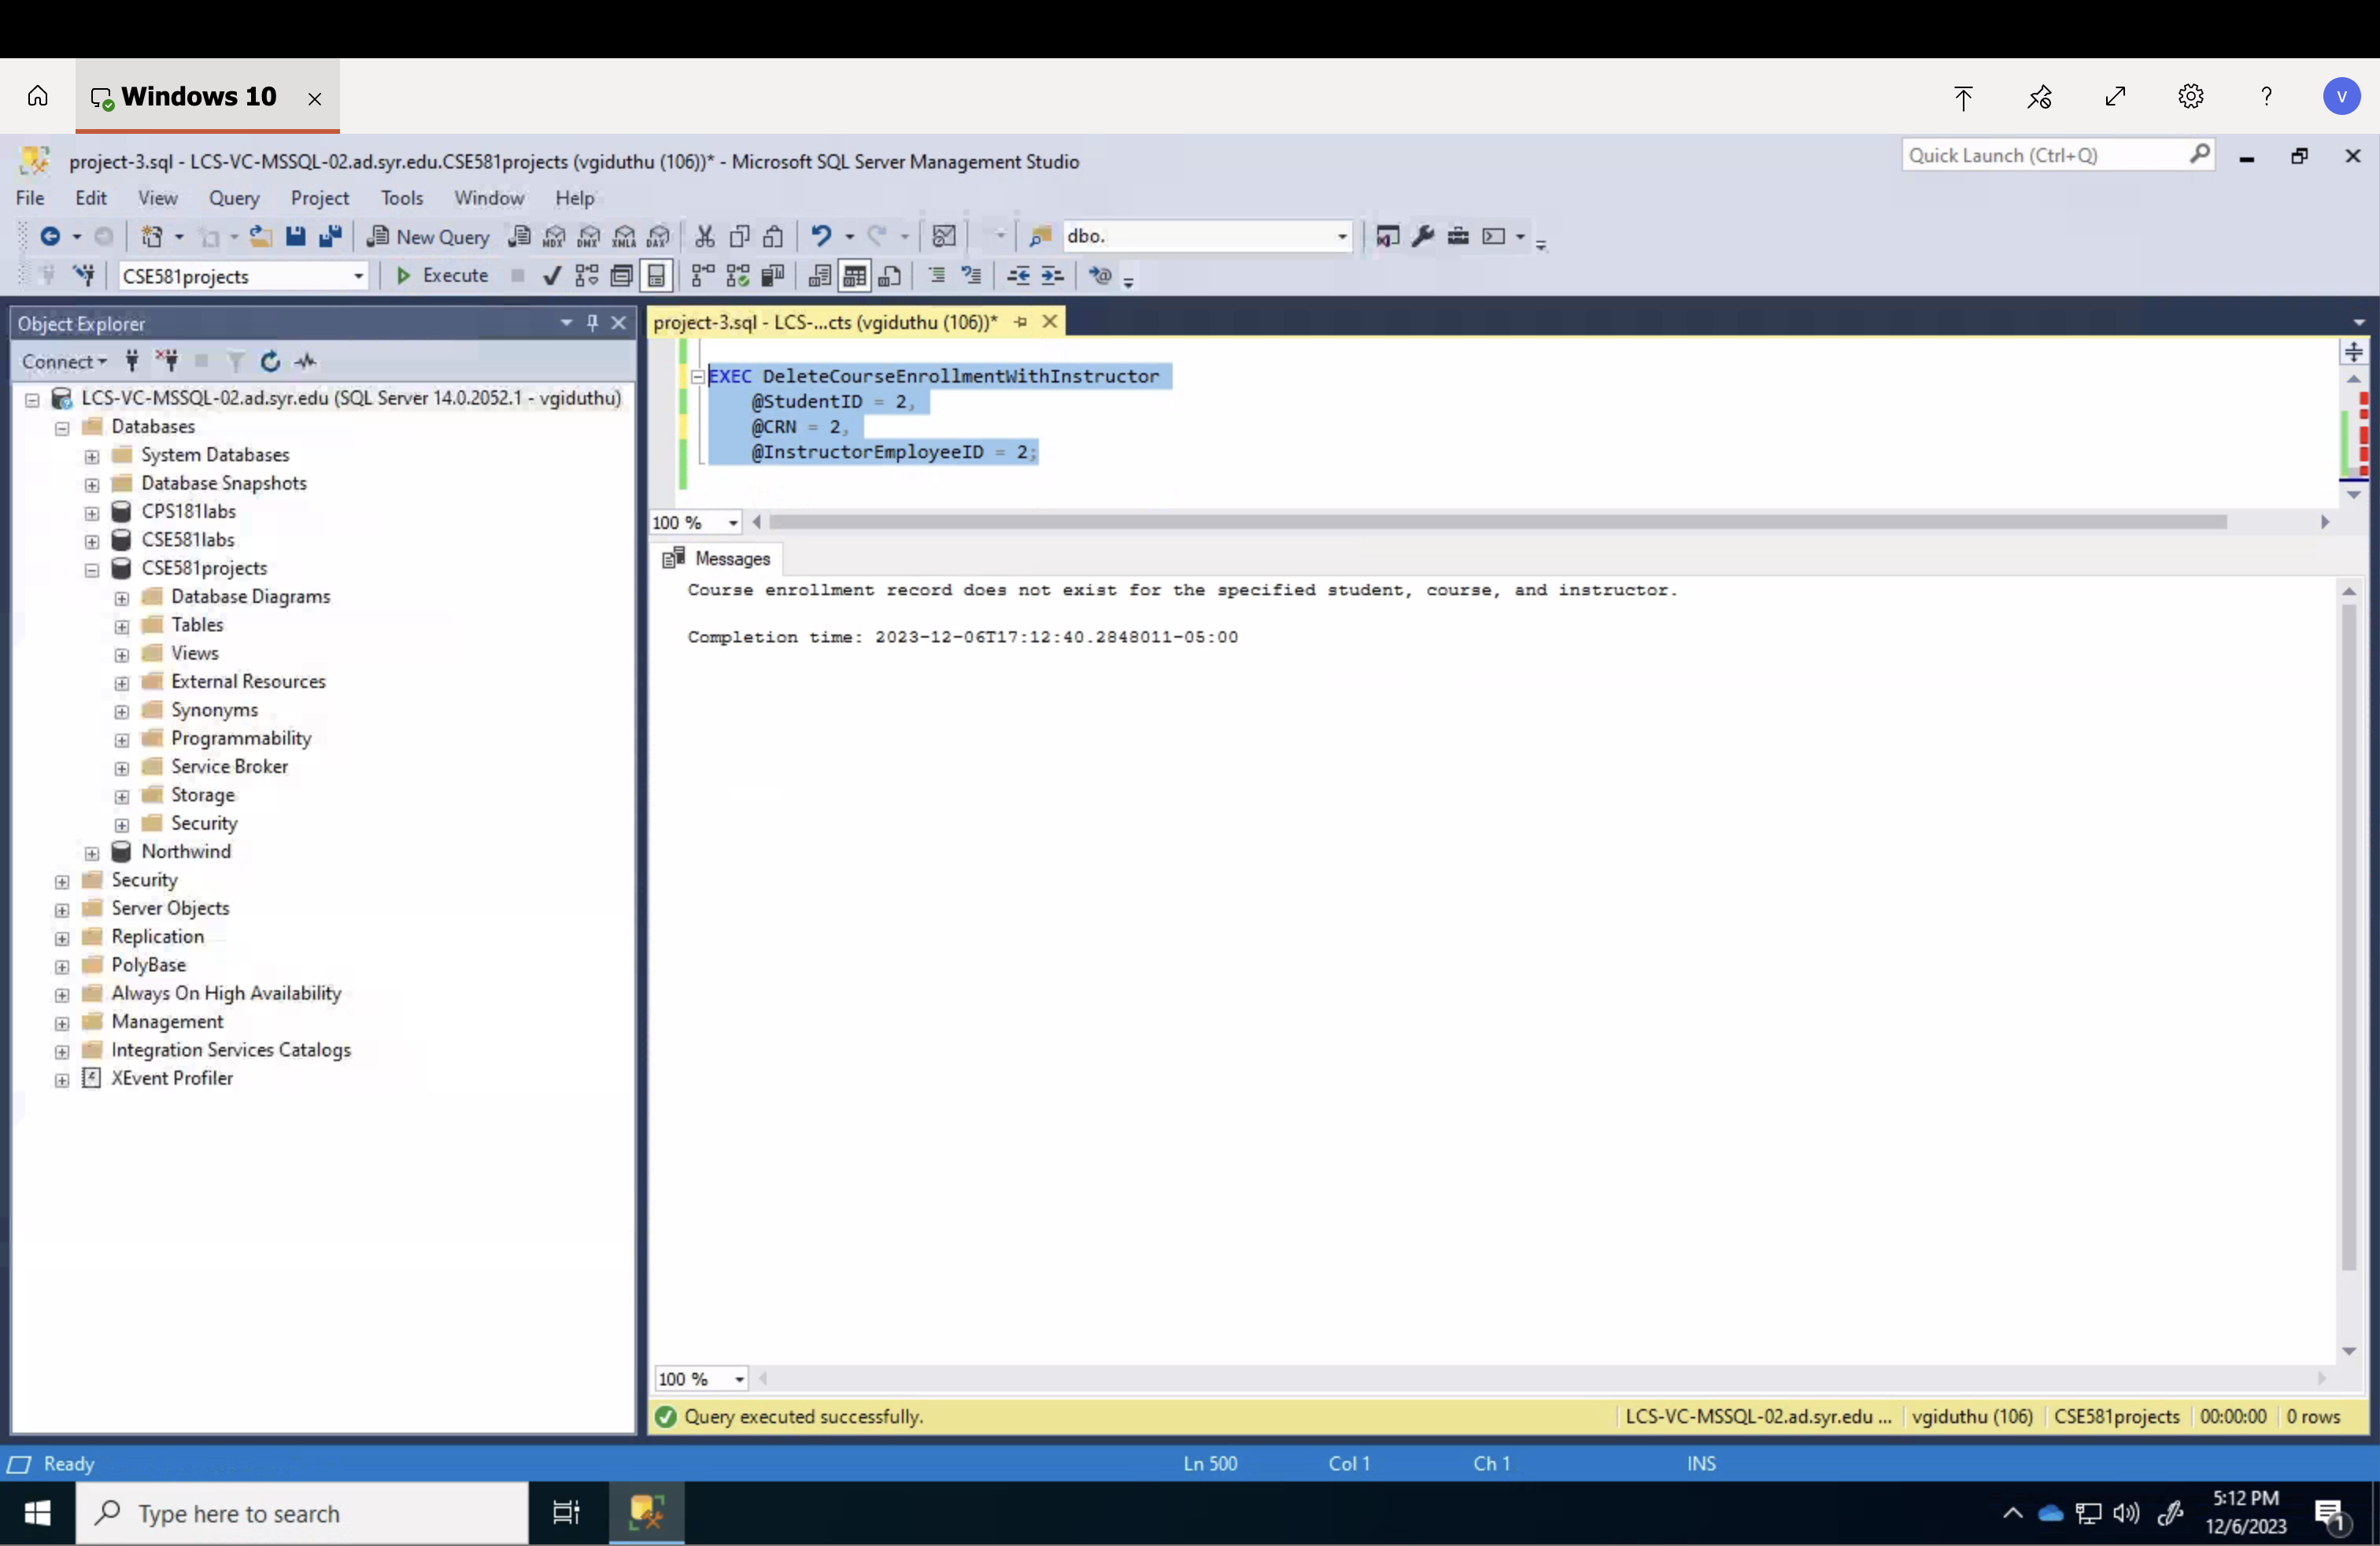 Windows 10
V
project-3.sql - LCS-VC-MSSQL-02.ad.syr.edu.CSE581projects (vgiduthu (106))* - Microsoft SQL Server Management Studio
Quick Launch (Ctrl+Q)
File Edit View Query Project Tools Window Help
New Query MDX DMX XMLA DAX dbo.
CSE581projects Execute
Object Explorer
project-3.sql - LCS-...cts (vgiduthu (106))*
Connect
LCS-VC-MSSQL-02.ad.syr.edu (SQL Server 14.0.2052.1 - vgiduthu)
Databases
System Databases
Database Snapshots
CPS181labs
CSE581labs
CSE581projects
Database Diagrams
Tables
Views
External Resources
Synonyms
Programmability
Service Broker
Storage
Security
Northwind
Security
Server Objects
Replication
PolyBase
Always On High Availability
Management
Integration Services Catalogs
XEvent Profiler
EXEC DeleteCourseEnrollmentWithInstructor
@StudentID = 2,
@CRN = 2,
@InstructorEmployeeID = 2;
100 %
Messages
Course enrollment record does not exist for the specified student, course, and instructor.
Completion time: 2023-12-06T17:12:40.2848011-05:00
100 %
Query executed successfully. LCS-VC-MSSQL-02.ad.syr.edu ... vgiduthu (106) CSE581projects 00:00:00 0 rows
Ready Ln 500 Col 1 Ch 1 INS
Type here to search
5:12 PM
12/6/2023
1